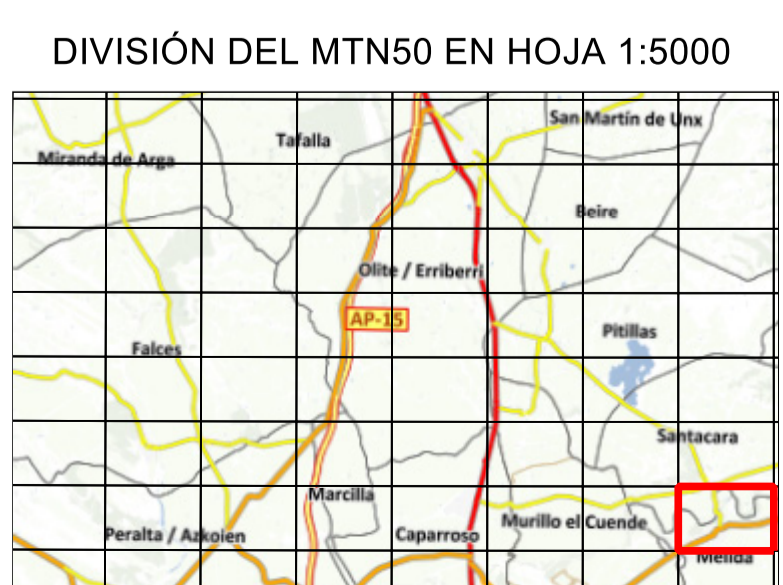 DIVISIÓN DEL MTN50 EN HOJA 1:5000
San Martín de Unx
Tafalla
Miranda de Arga
Beire
Olite / Erriberri
AP-15
Pitillas
Falces
Santacara
Marcilla
Murillo el Cuende
Peralta / Azkoien
Caparroso
Mélida